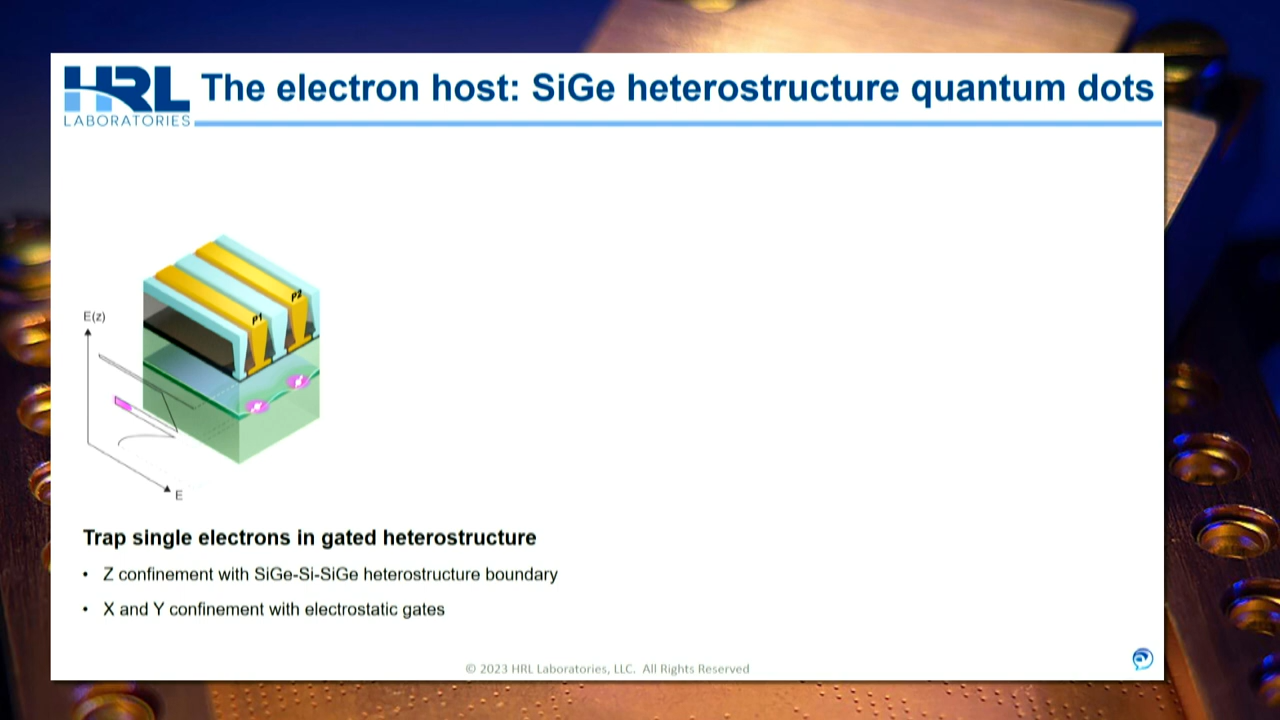 HRL
LABORATORIES
The electron host: SiGe heterostructure quantum dots
P2
P1
E(z)
E
Trap single electrons in gated heterostructure
• Z confinement with SiGe-Si-SiGe heterostructure boundary
• X and Y confinement with electrostatic gates
© 2023 HRL Laboratories, LLC. All Rights Reserved